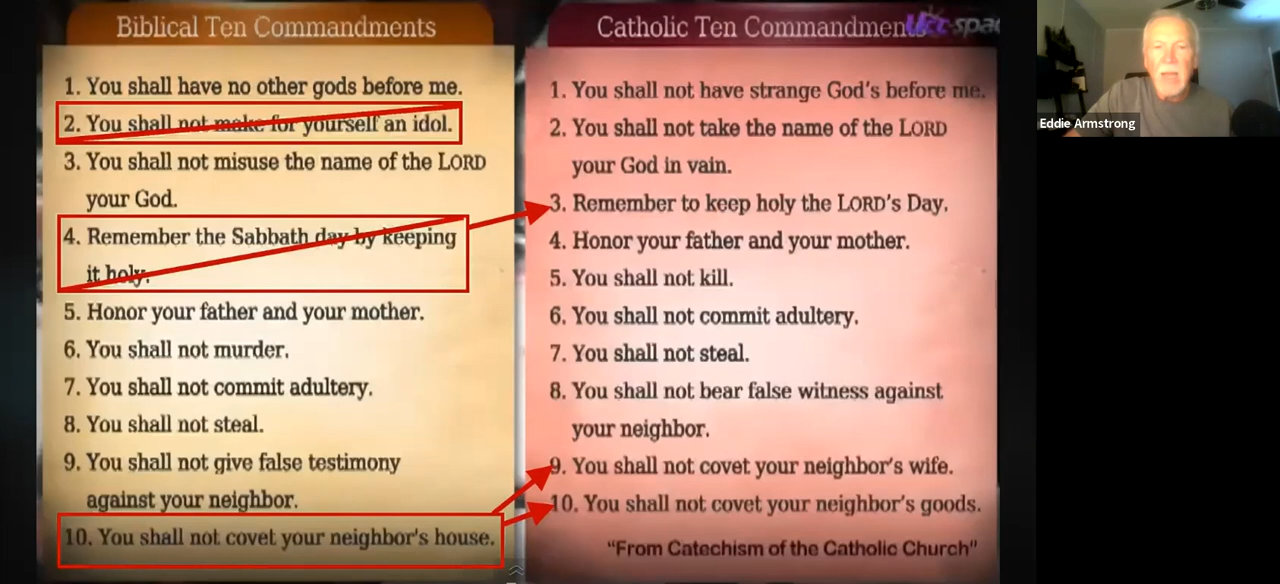 Biblical Ten Commandments
1. You shall have no other gods before me.
2. You shall not make for yourself an idol.
3. You shall not misuse the name of the LORD
your God.
4. Remember the Sabbath day by keeping
it holy.
5. Honor your father and your mother.
6. You shall not murder.
7. You shall not commit adultery.
8. You shall not steal.
9. You shall not give false testimony
against your neighbor.
10. You shall not covet your neighbor's house.
Catholic Ten Commandments
1. You shall not have strange God's before me.
2. You shall not take the name of the LORD
your God in vain.
3. Remember to keep holy the LORD's Day.
4. Honor your father and your mother.
5. You shall not kill.
6. You shall not commit adultery.
7. You shall not steal.
8. You shall not bear false witness against
your neighbor.
9. You shall not covet your neighbor's wife.
10. You shall not covet your neighbor's goods.
"From Catechism of the Catholic Church"
Eddie Armstrong